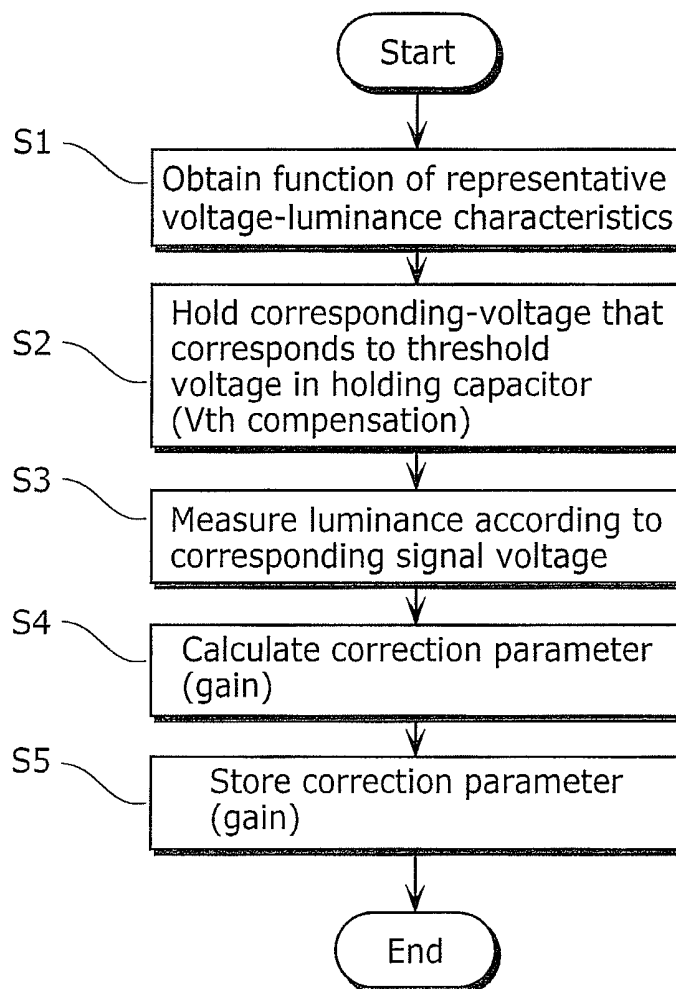 Start
S1
Obtain function of representative
voltage-luminance characteristics
S2
Hold corresponding-voltage that
corresponds to threshold
voltage in holding capacitor
(Vth compensation)
S3
Measure luminance according to
corresponding signal voltage
S4
Calculate correction parameter
(gain)
S5
Store correction parameter
(gain)
End